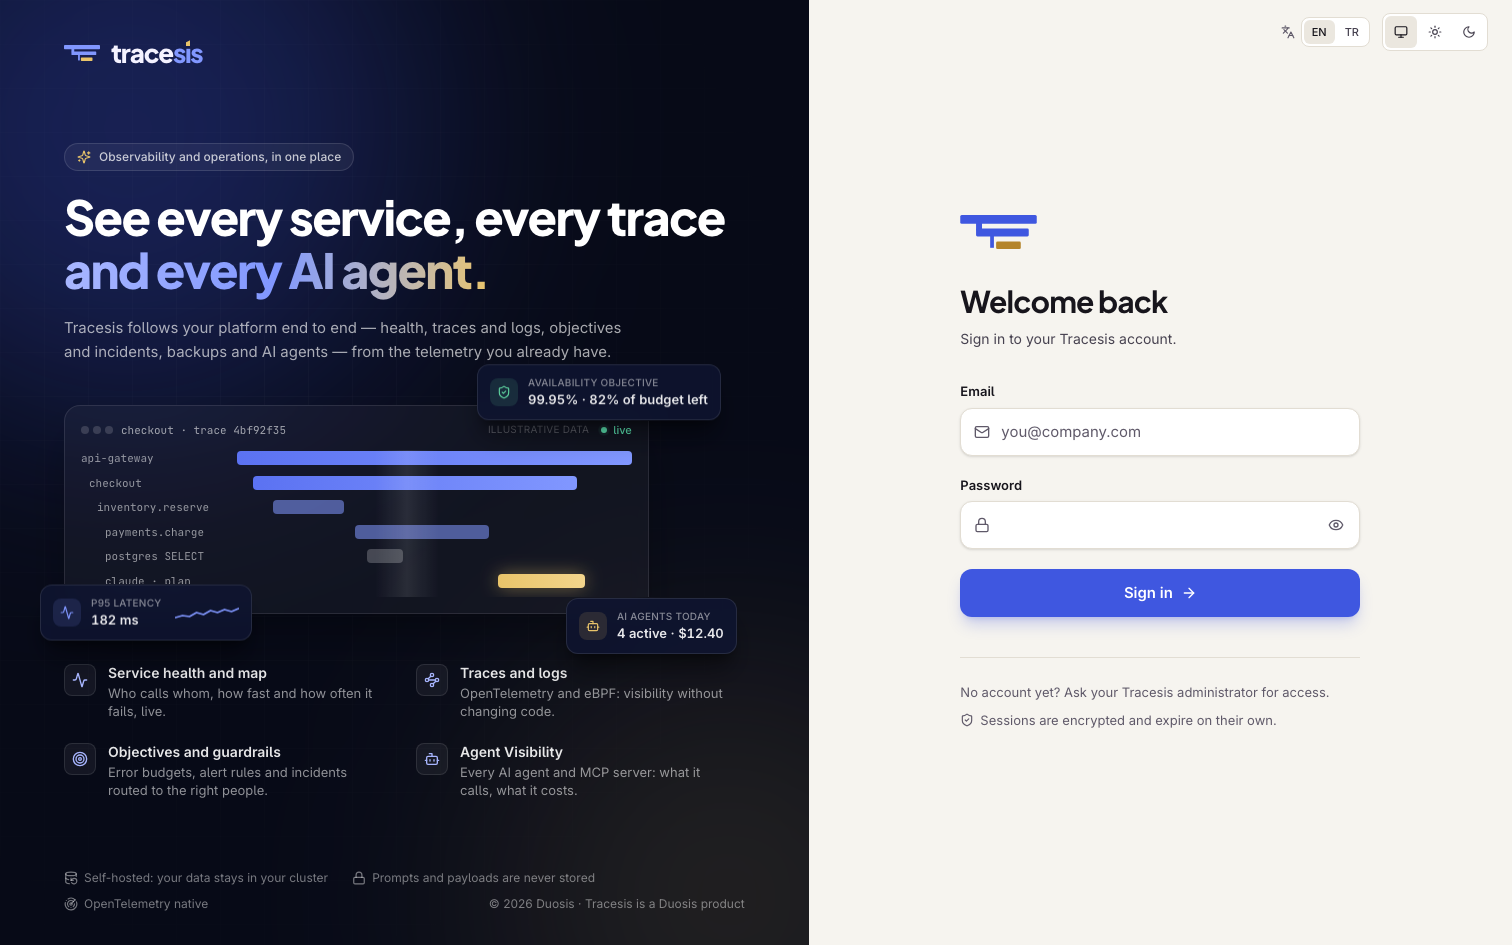 tracesis
Observability and operations, in one place
See every service, every trace
and every AI agent.
Tracesis follows your platform end to end — health, traces and logs, objectives
and incidents, backups and AI agents — from the telemetry you already have.
AVAILABILITY OBJECTIVE
99.95% · 82% of budget left
checkout · trace 4bf92f35
ILLUSTRATIVE DATA
live
api-gateway
checkout
inventory.reserve
payments.charge
postgres SELECT
claude · plan
P95 LATENCY
182 ms
AI AGENTS TODAY
4 active · $12.40
Service health and map
Who calls whom, how fast and how often it
fails, live.
Traces and logs
OpenTelemetry and eBPF: visibility without
changing code.
Objectives and guardrails
Error budgets, alert rules and incidents
routed to the right people.
Agent Visibility
Every AI agent and MCP server: what it
calls, what it costs.
Self-hosted: your data stays in your cluster
Prompts and payloads are never stored
OpenTelemetry native
© 2026 Duosis · Tracesis is a Duosis product
EN
TR
Welcome back
Sign in to your Tracesis account.
Email
you@company.com
Password
Sign in
No account yet? Ask your Tracesis administrator for access.
Sessions are encrypted and expire on their own.